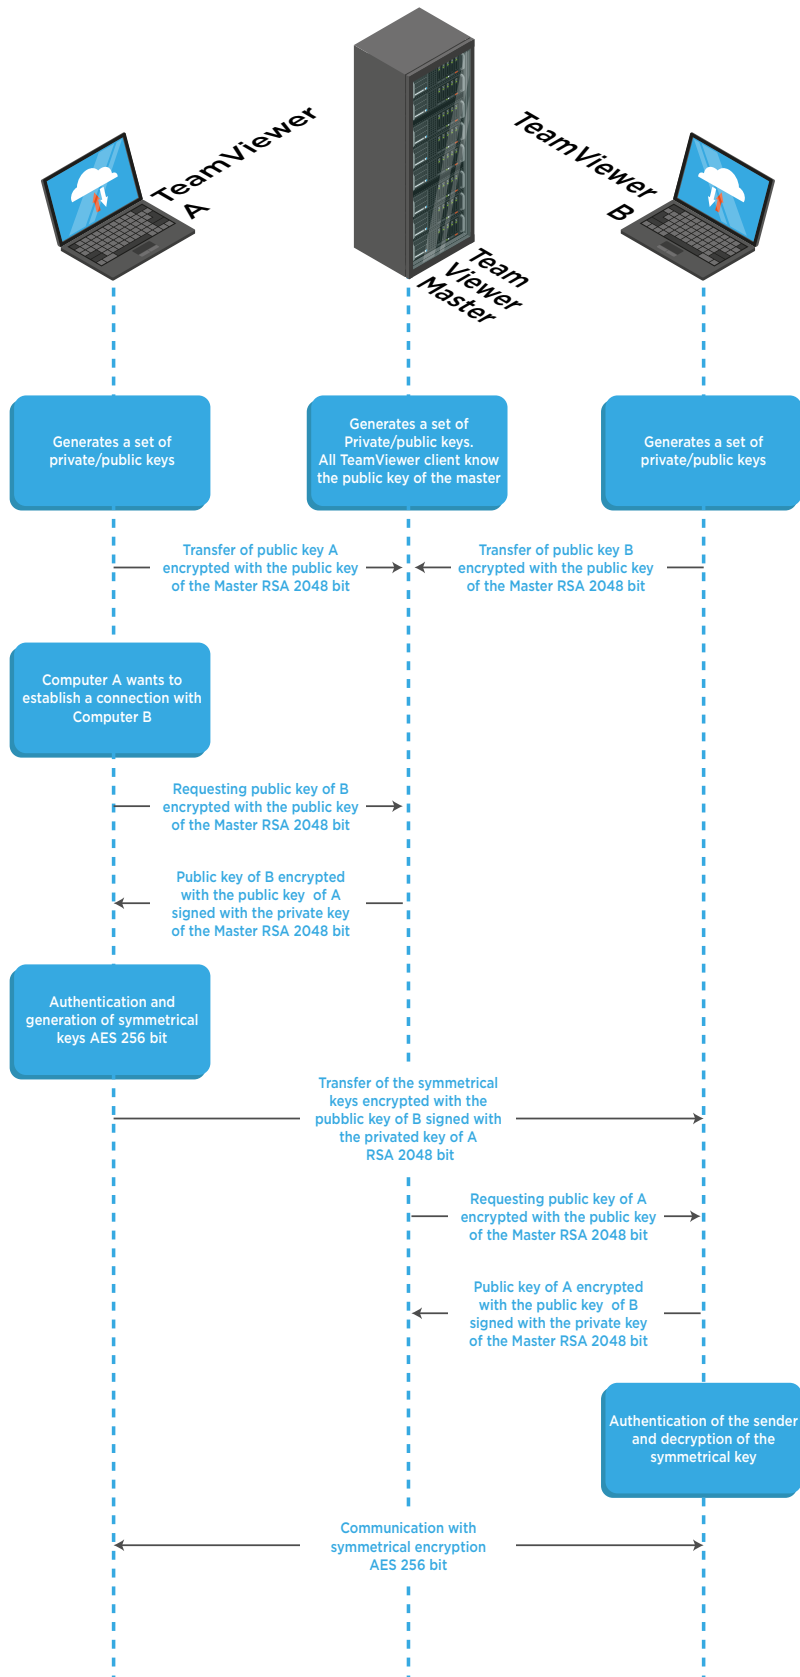 TeamViewer
A
TeamViewer
B
Team
Viewer
Master
Generates a set of
private/public keys
Generates a set of
Private/public keys.
All TeamViewer client know
the public key of the master
Generates a set of
private/public keys
Transfer of public key A
encrypted with the public key
of the Master RSA 2048 bit
Transfer of public key B
encrypted with the public key
of the Master RSA 2048 bit
Computer A wants to
establish a connection with
Computer B
Requesting public key of B
encrypted with the public key
of the Master RSA 2048 bit
Public key of B encrypted
with the public key of A
signed with the private key
of the Master RSA 2048 bit
Authentication and
generation of symmetrical
keys AES 256 bit
Transfer of the symmetrical
keys encrypted with the
pubblic key of B signed with
the privated key of A
RSA 2048 bit
Requesting public key of A
encrypted with the public key
of the Master RSA 2048 bit
Public key of A encrypted
with the public key of B
signed with the private key
of the Master RSA 2048 bit
Authentication of the sender
and decryption of the
symmetrical key
Communication with
symmetrical encryption
AES 256 bit